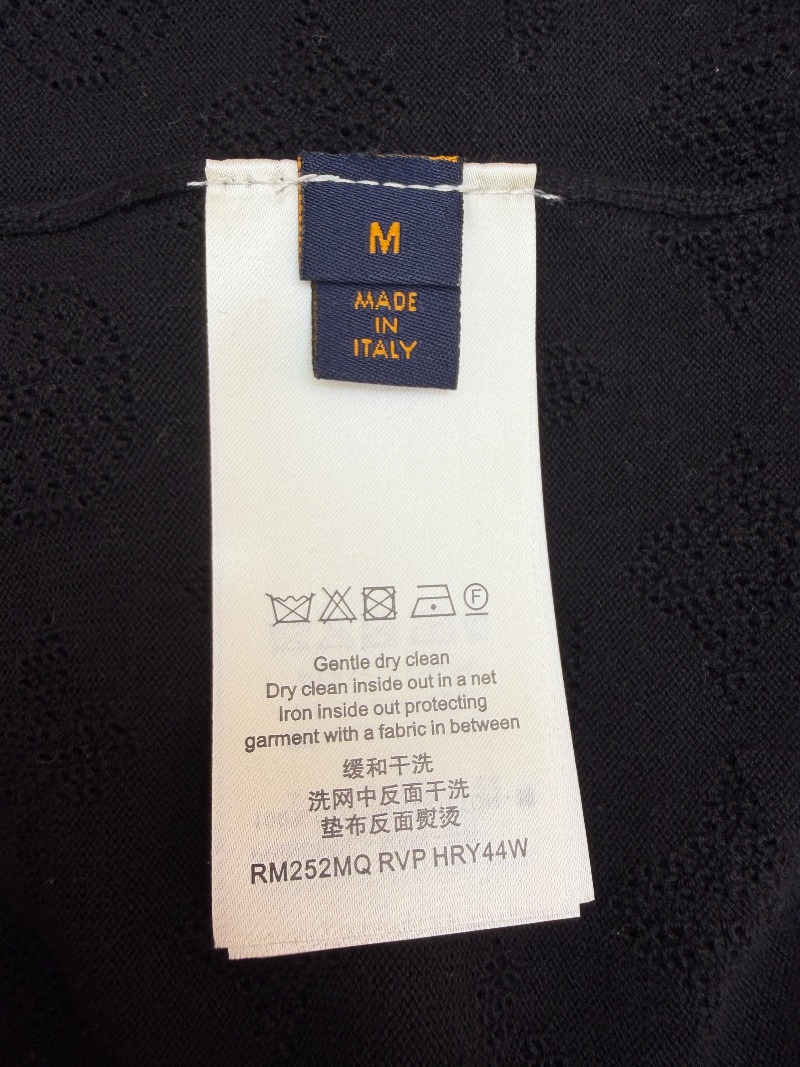 M
MADE
IN
ITALY
F
Gentle dry clean
Dry clean inside out in a net
Iron inside out protecting
garment with a fabric in between
缓和干洗
洗网中反面干洗
垫布反面熨烫
RM252MQ RVP HRY44W